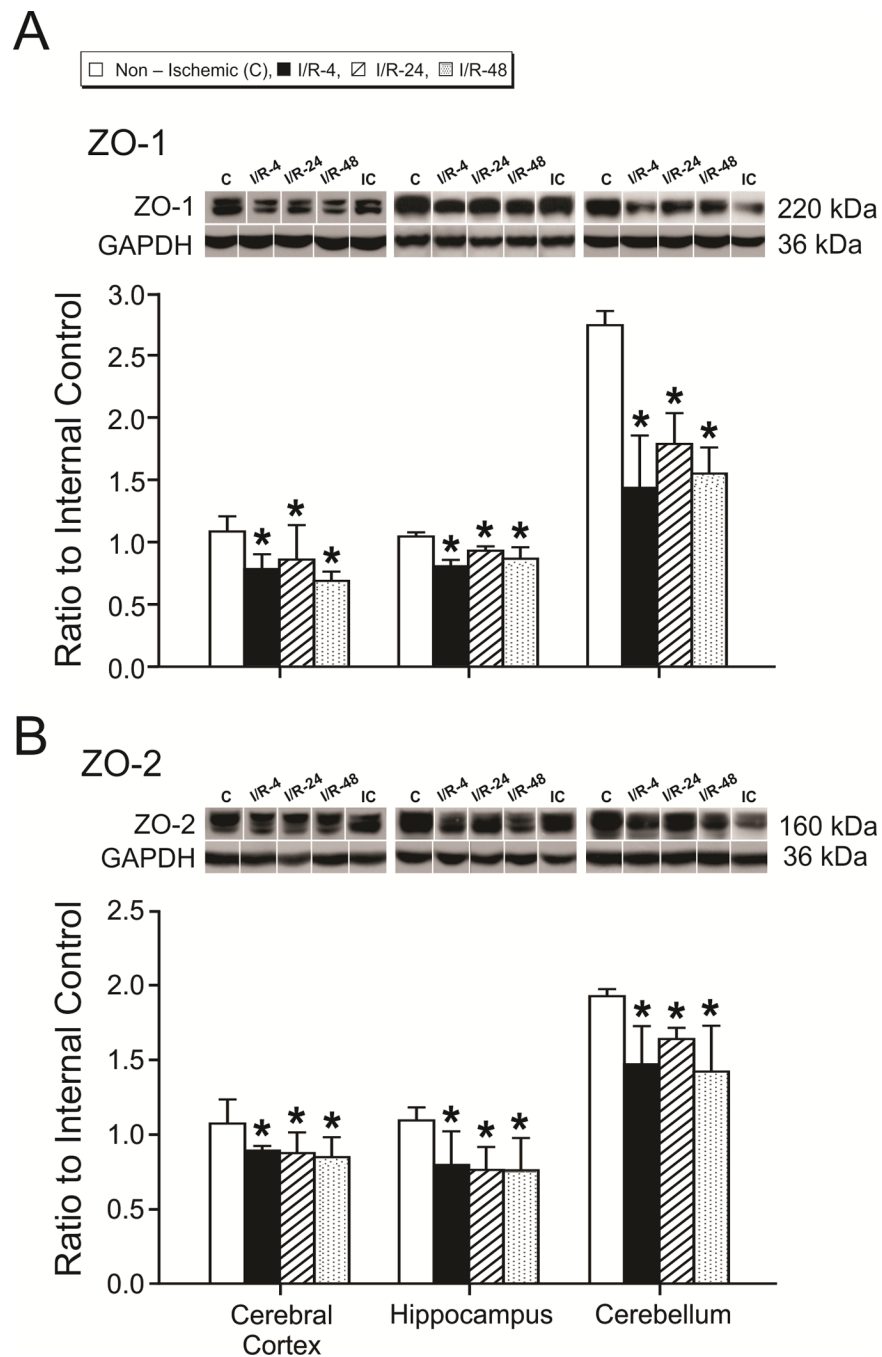 A
Non – Ischemic (C), I/R-4, I/R-24, I/R-48
ZO-1
C I/R-4 I/R-24 I/R-48 IC C I/R-4 I/R-24 I/R-48 IC C I/R-4 I/R-24 I/R-48 IC
ZO-1 220 kDa
GAPDH 36 kDa
Ratio to Internal Control
3.0
2.5
2.0
1.5
1.0
0.5
0.0
* * * * * * * * *
B
ZO-2
C I/R-4 I/R-24 I/R-48 IC C I/R-4 I/R-24 I/R-48 IC C I/R-4 I/R-24 I/R-48 IC
ZO-2 160 kDa
GAPDH 36 kDa
Ratio to Internal Control
2.5
2.0
1.5
1.0
0.5
0.0
* * * * * * * * *
Cerebral Hippocampus Cerebellum
Cortex